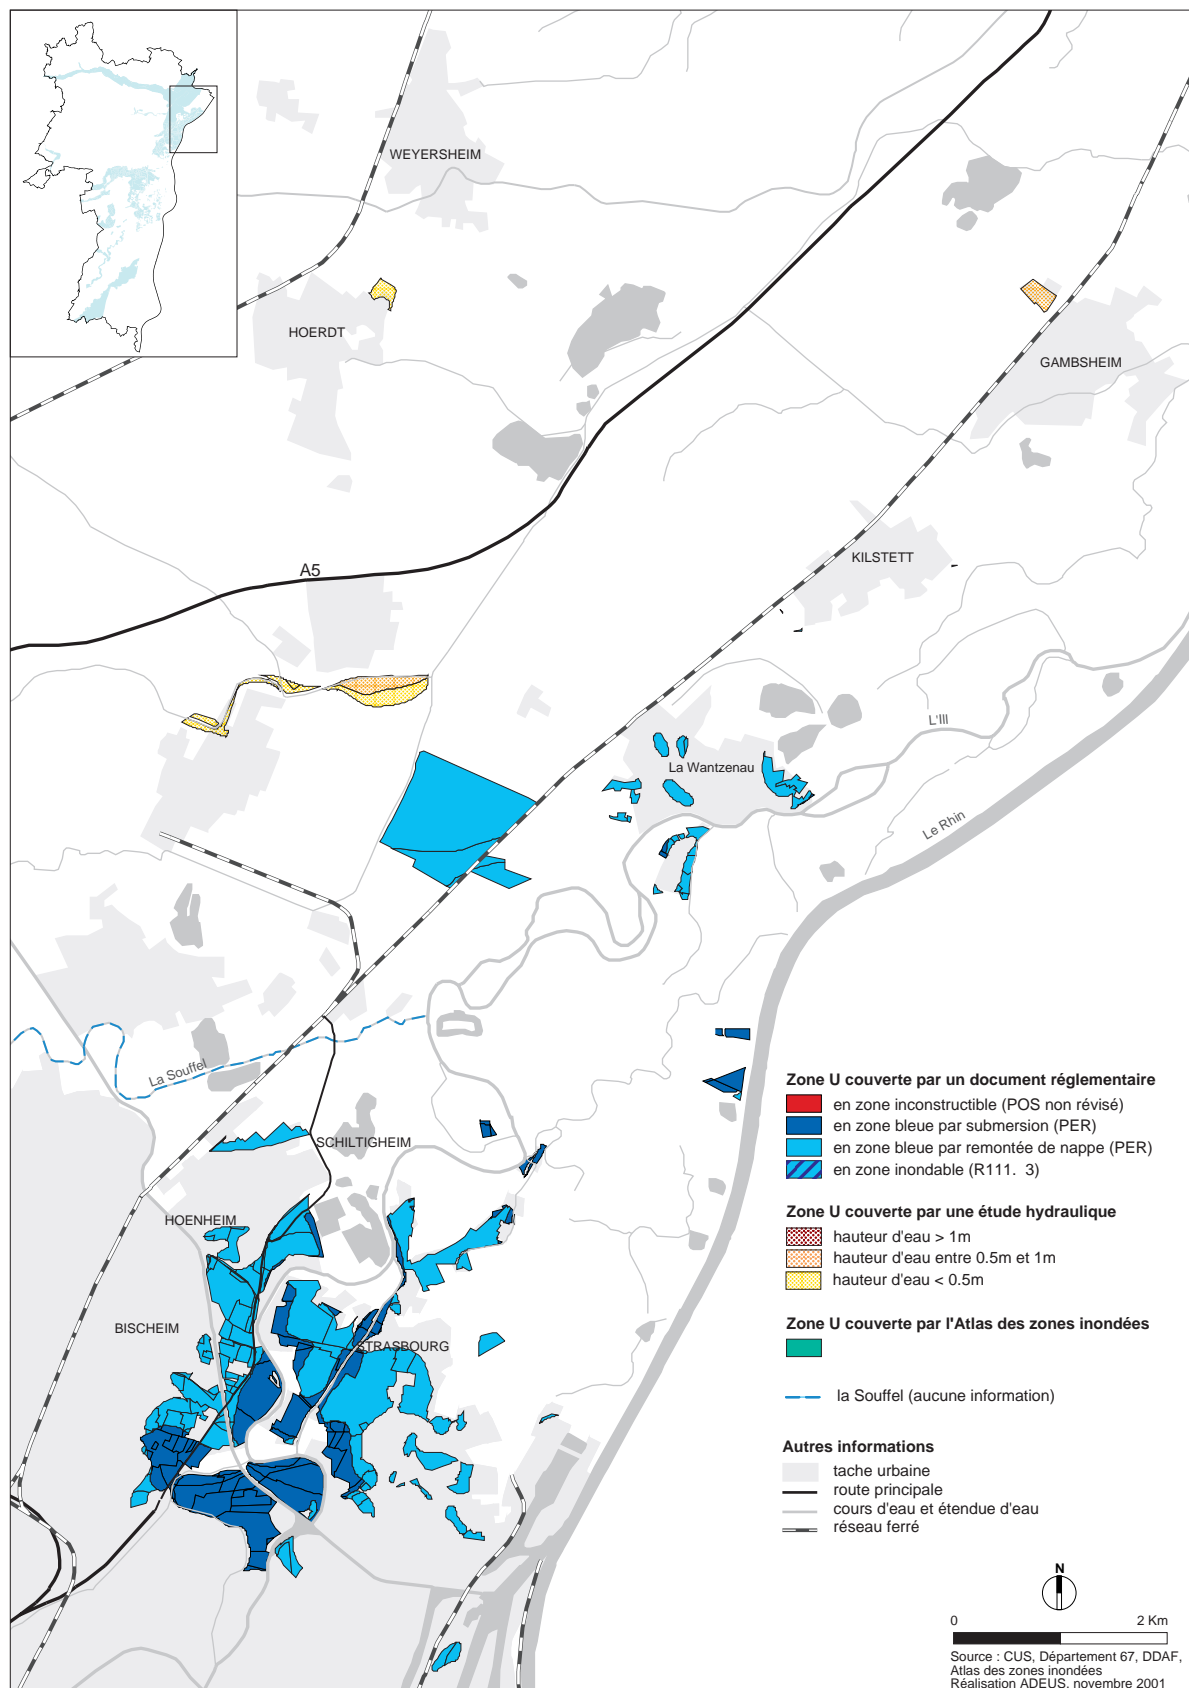 WEYERSHEIM
HOERDT
GAMBSHEIM
KILSTETT
A5
L'Ill
La Wantzenau
Le Rhin
La Souffel
SCHILTIGHEIM
HOENHEIM
BISCHEIM
STRASBOURG
Zone U couverte par un document réglementaire
en zone inconstructible (POS non révisé)
en zone bleue par submersion (PER)
en zone bleue par remontée de nappe (PER)
en zone inondable (R111. 3)
Zone U couverte par une étude hydraulique
hauteur d'eau > 1m
hauteur d'eau entre 0.5m et 1m
hauteur d'eau < 0.5m
Zone U couverte par l'Atlas des zones inondées
la Souffel (aucune information)
Autres informations
tache urbaine
route principale
cours d'eau et étendue d'eau
réseau ferré
N
0 2 Km
Source : CUS, Département 67, DDAF,
Atlas des zones inondées
Réalisation ADEUS, novembre 2001